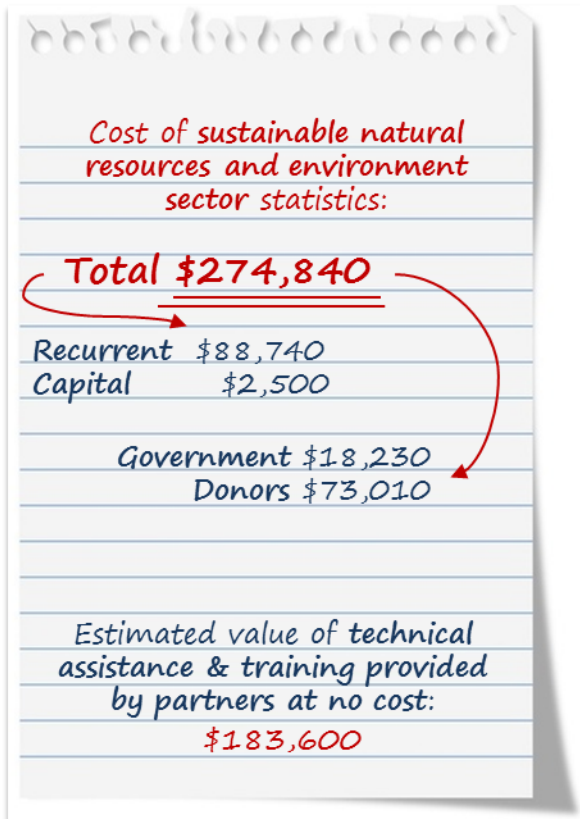 Cost of sustainable natural
resources and environment
sector statistics:
Total $274,840
Recurrent $88,740
Capital $2,500
Government $18,230
Donors $73,010
Estimated value of technical
assistance & training provided
by partners at no cost:
$183,600